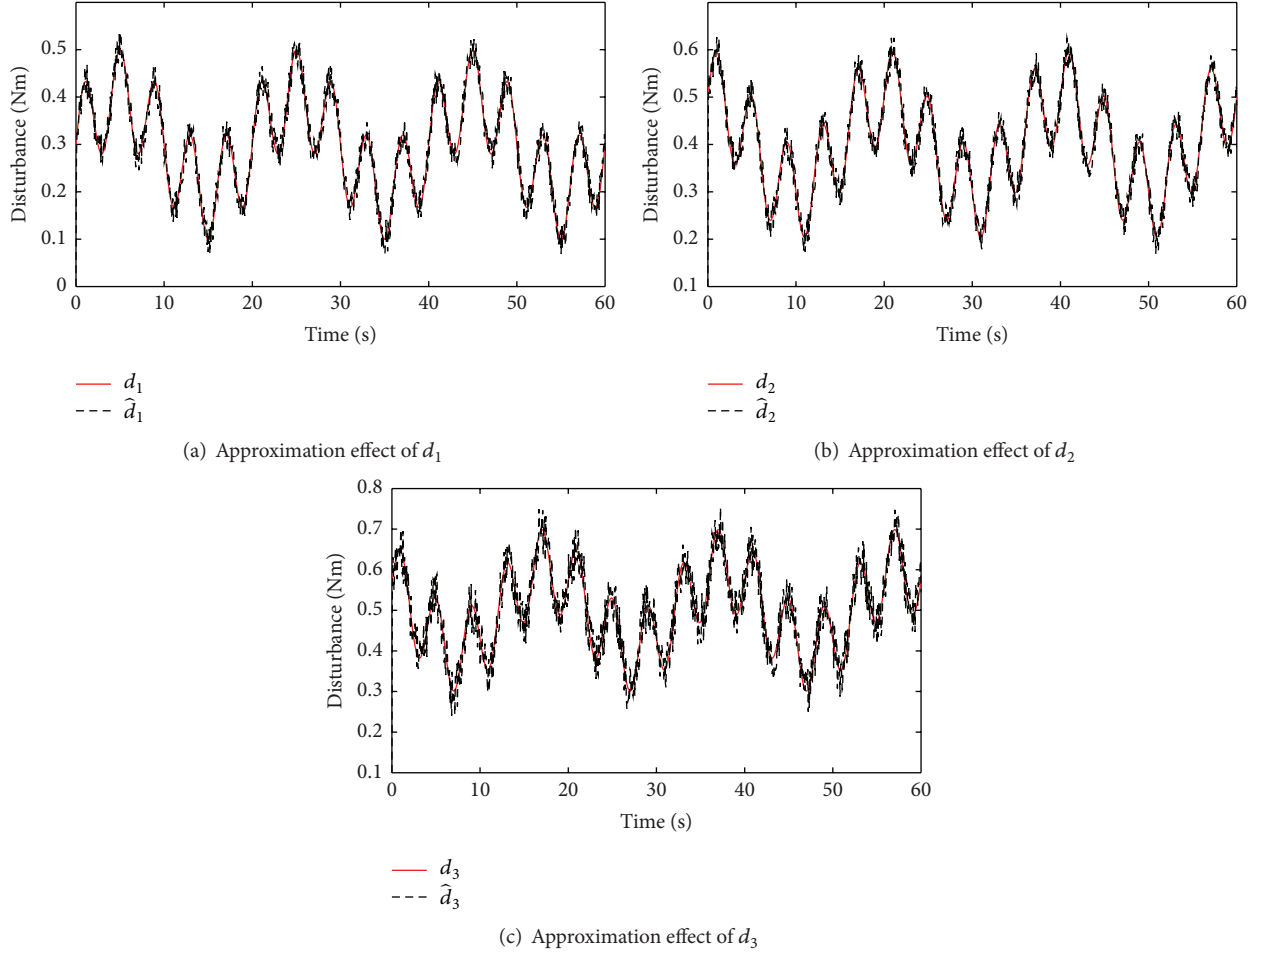 0.5
0.4
0.3
0.2
0.1
0
Disturbance (Nm)
0 10 20 30 40 50 60
Time (s)
d₁
d̂₁
(a) Approximation effect of d₁
0.6
0.5
0.4
0.3
0.2
0.1
Disturbance (Nm)
0 10 20 30 40 50 60
Time (s)
d₂
d̂₂
(b) Approximation effect of d₂
0.8
0.7
0.6
0.5
0.4
0.3
0.2
0.1
Disturbance (Nm)
0 10 20 30 40 50 60
Time (s)
d₃
d̂₃
(c) Approximation effect of d₃